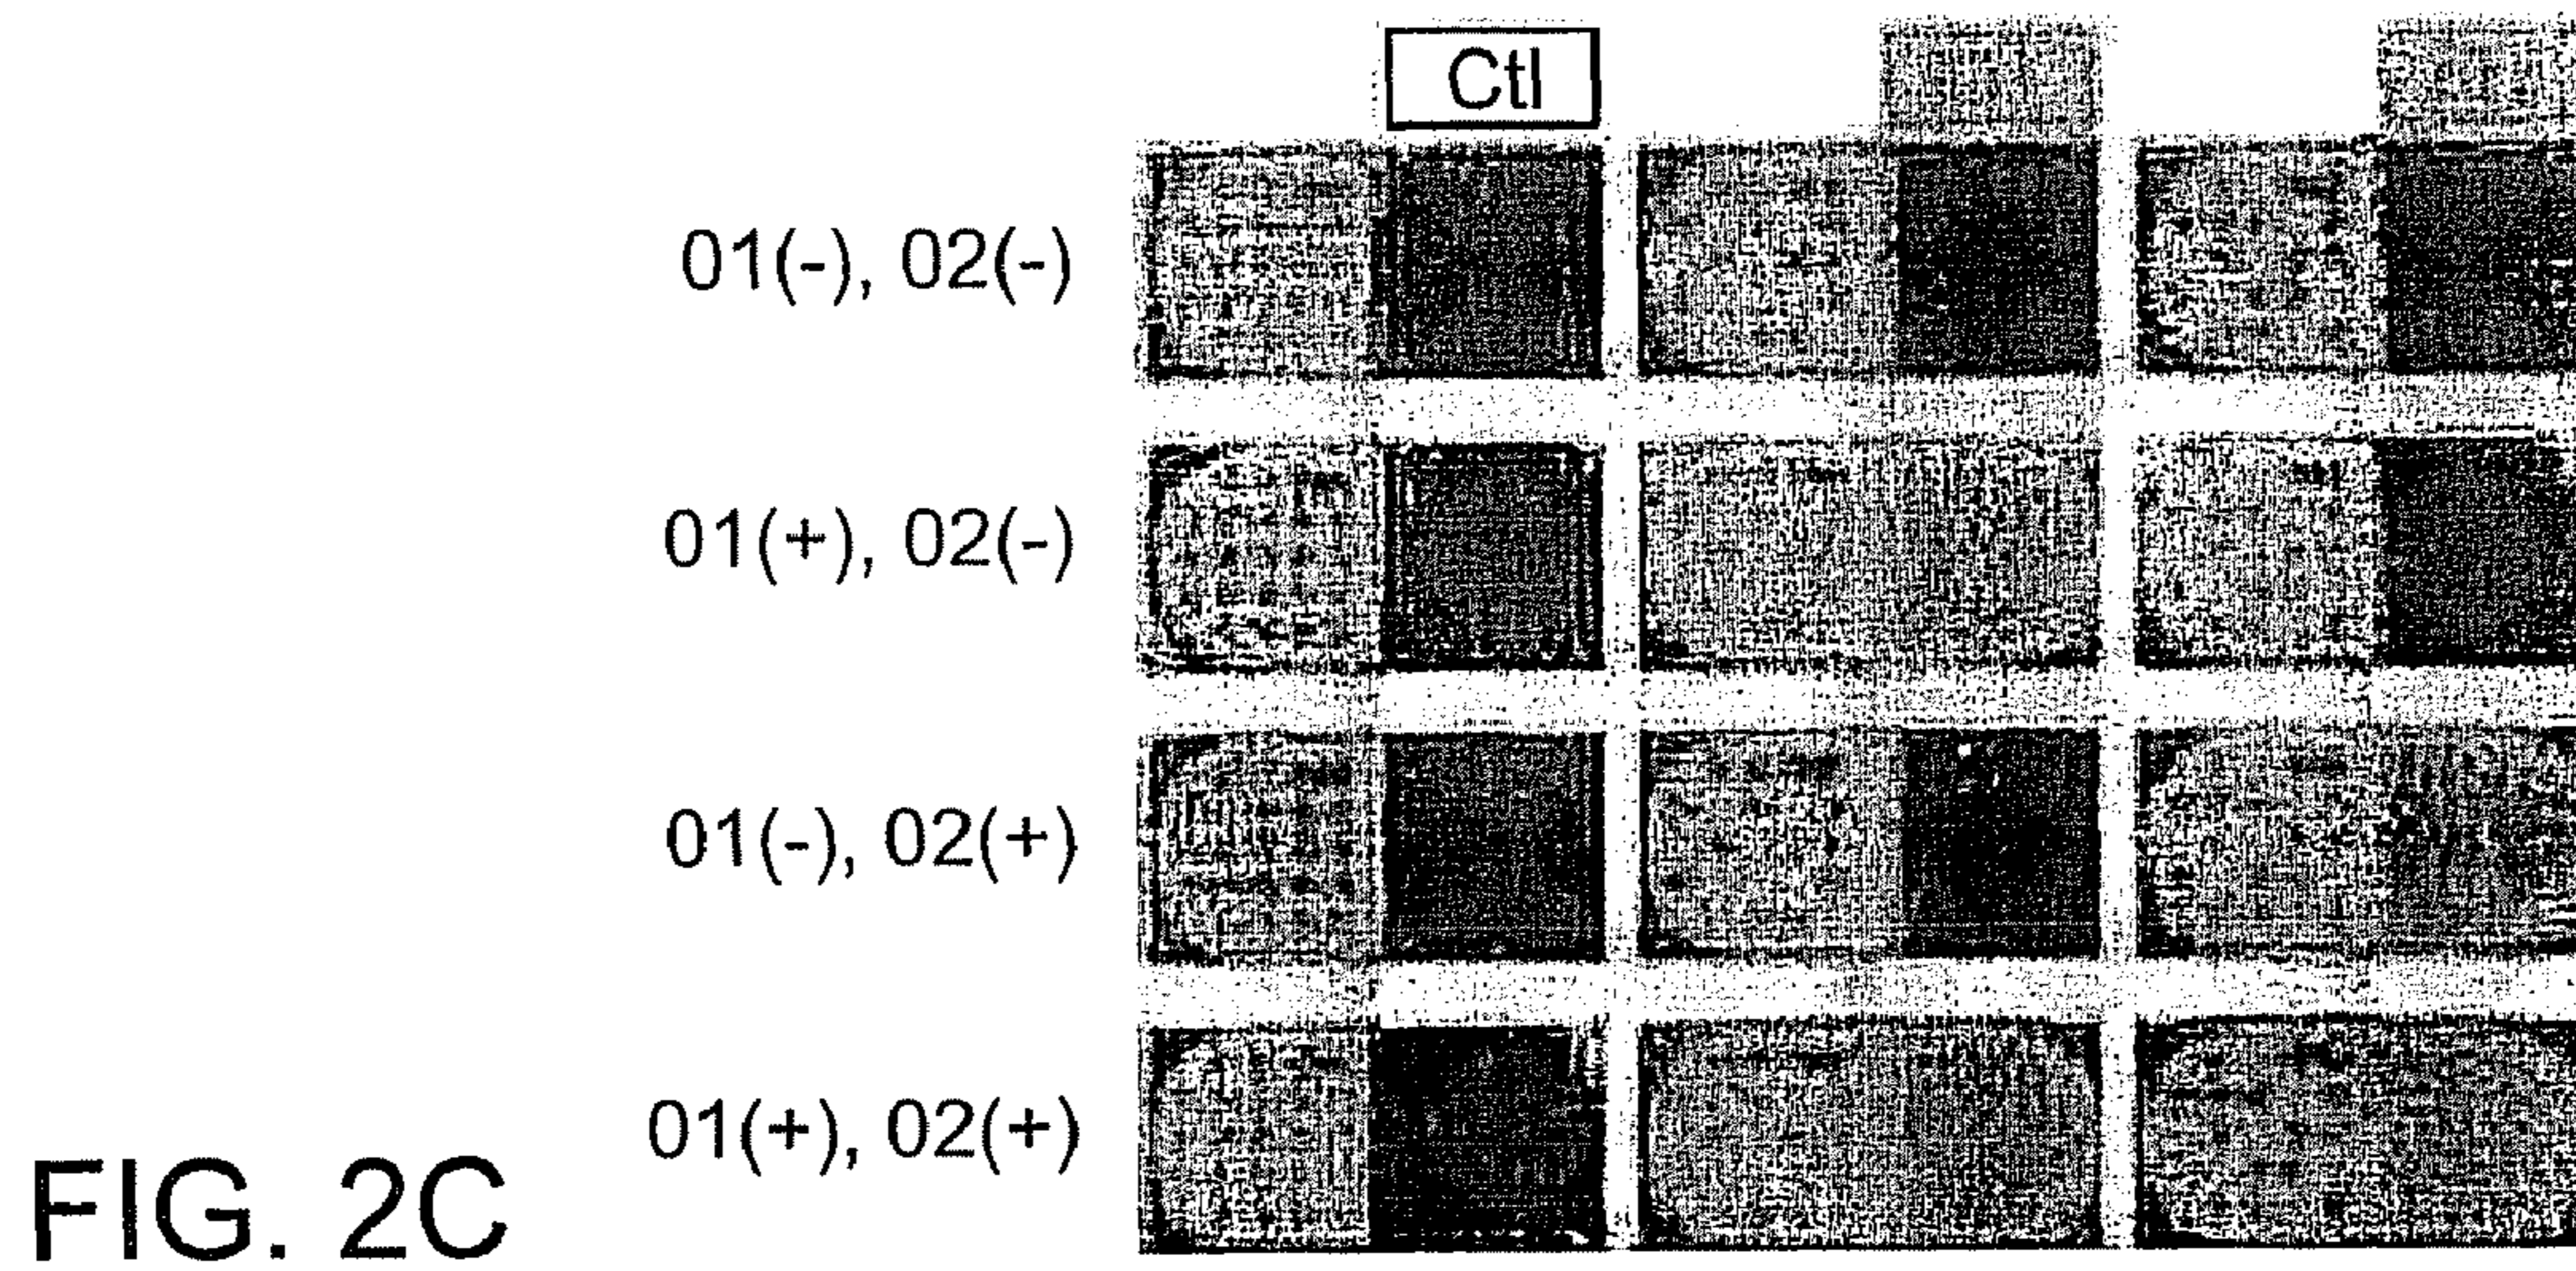 Ctl
01(-), 02(-)
01(+), 02(-)
01(-), 02(+)
01(+), 02(+)
FIG. 2C